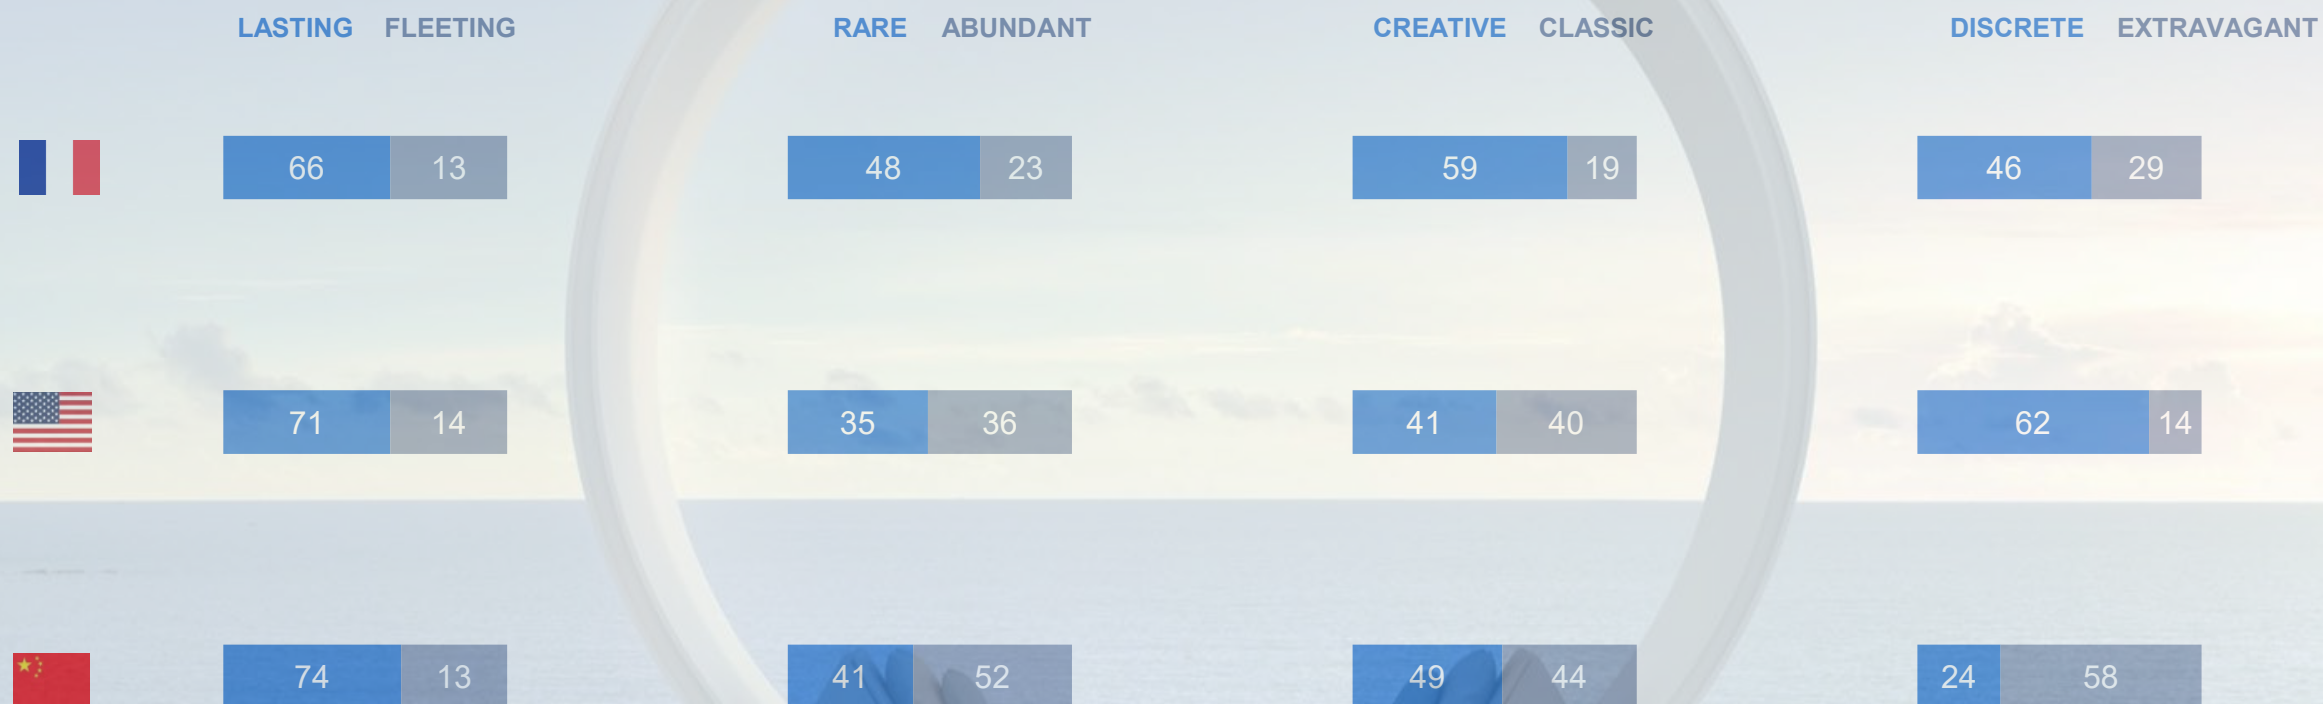 LASTING FLEETING RARE ABUNDANT CREATIVE CLASSIC DISCRETE EXTRAVAGANT
66 13 48 23 59 19 46 29
71 14 35 36 41 40 62 14
74 13 41 52 49 44 24 58